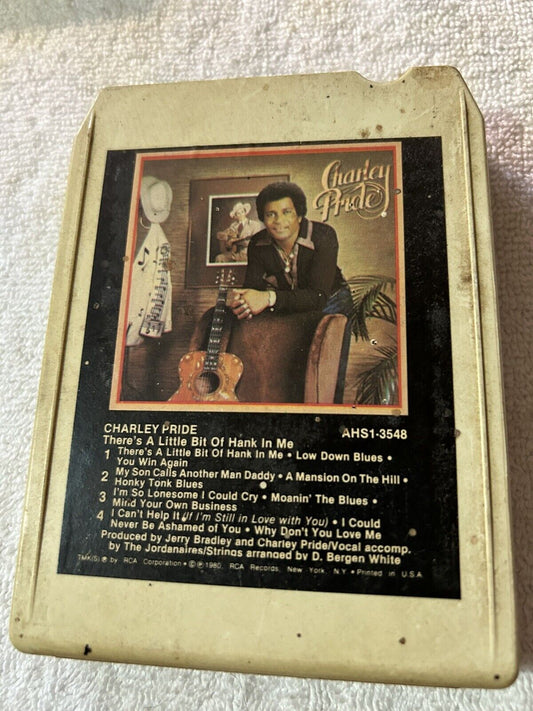 Charley
Pride
CHARLEY PRIDE
AHS1-3548
There's A Little Bit Of Hank In Me
1 There's A Little Bit Of Hank In Me • Low Down Blues •
You Win Again
2 My Son Calls Another Man Daddy • A Mansion On The Hill •
Honky Tonk Blues
3 I'm So Lonesome I Could Cry • Moanin' The Blues •
Mind Your Own Business
4 I Can't Help It (If I'm Still in Love with You) • I Could
Never Be Ashamed of You • Why Don't You Love Me
Produced by Jerry Bradley and Charley Pride/Vocal accomp.
by The Jordanaires/Strings arranged by D. Bergen White
TMK(S) ® by RCA Corporation • © ℗ 1980, RCA Records, New York, N.Y. • Printed in U.S.A